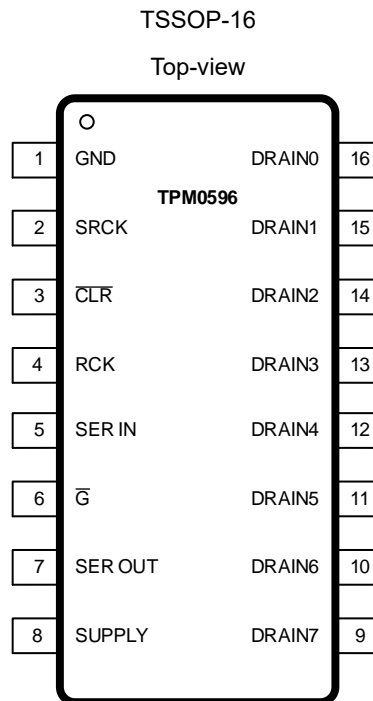 TSSOP-16
Top-view
1 GND DRAIN0 16
TPM0596
2 SRCK DRAIN1 15
3 C̅L̅R̅ DRAIN2 14
4 RCK DRAIN3 13
5 SER IN DRAIN4 12
6 G̅ DRAIN5 11
7 SER OUT DRAIN6 10
8 SUPPLY DRAIN7 9